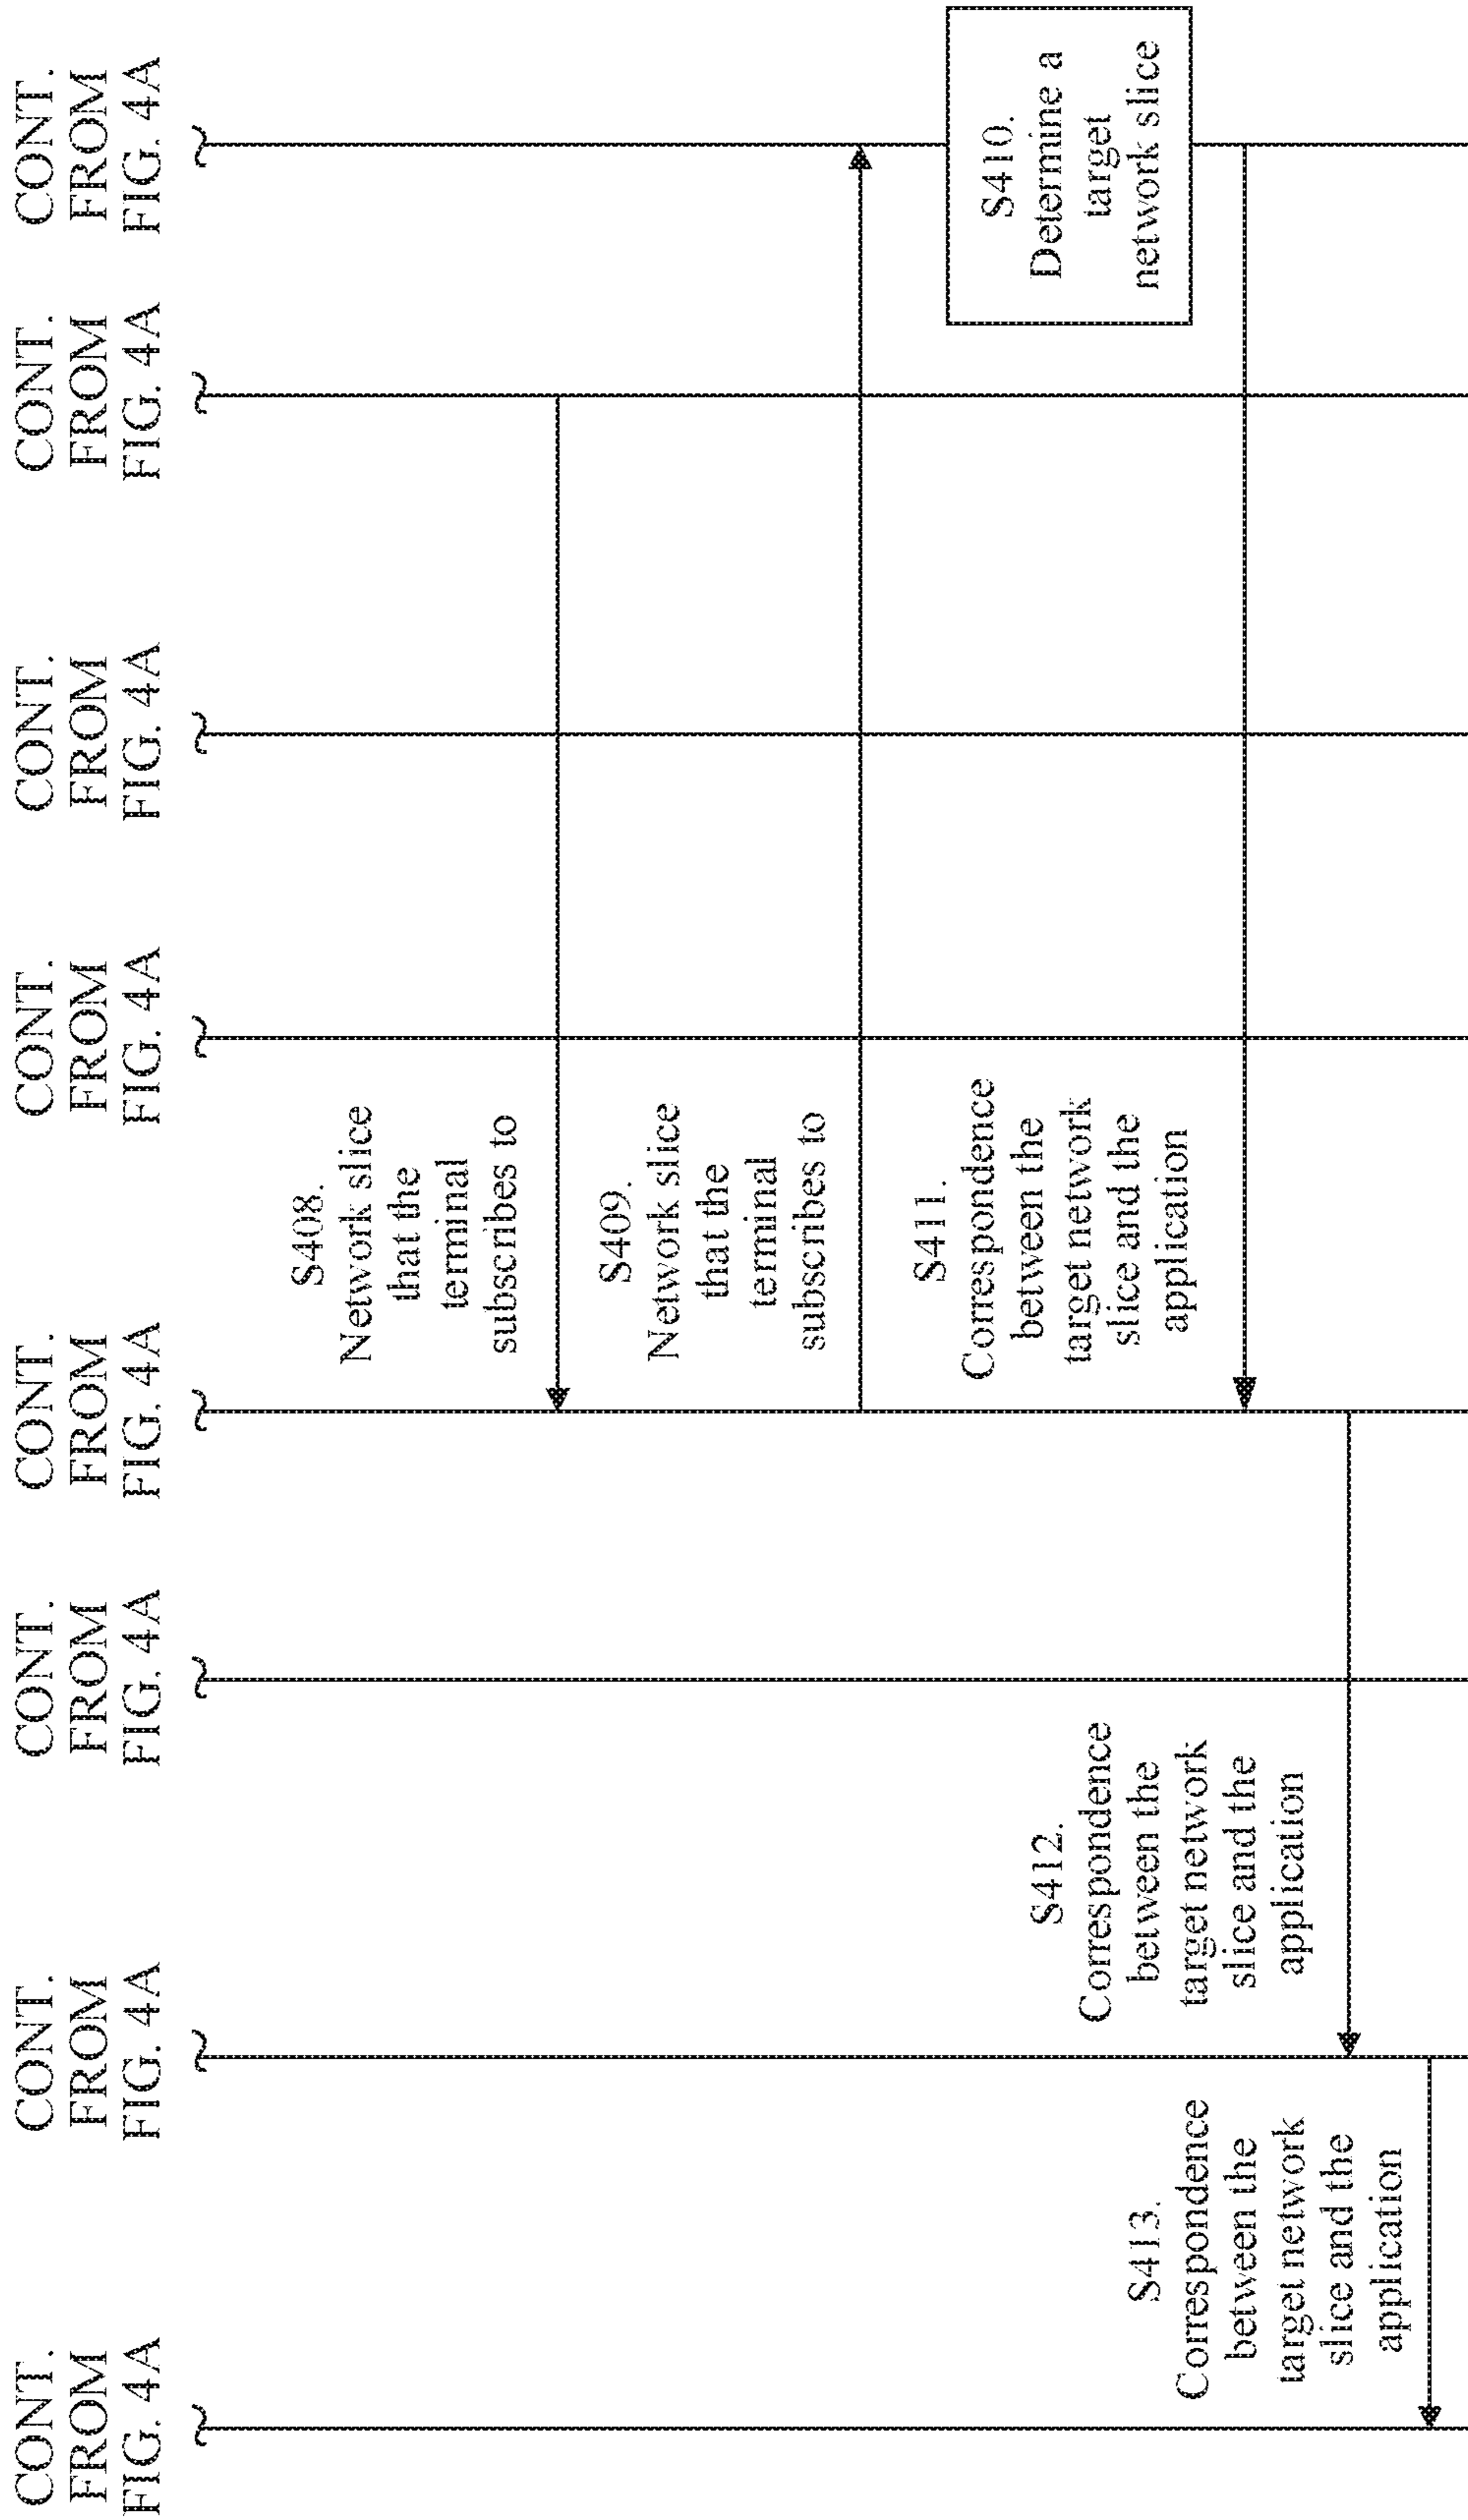 CONT.
FROM
FIG. 4A
CONT.
FROM
FIG. 4A
CONT.
FROM
FIG. 4A
CONT.
FROM
FIG. 4A
CONT.
FROM
FIG. 4A
CONT.
FROM
FIG. 4A
CONT.
FROM
FIG. 4A
CONT.
FROM
FIG. 4A
S408.
Network slice
that the
terminal
subscribes to
S409.
Network slice
that the
terminal
subscribes to
S410.
Determine a
target
network slice
S411.
Correspondence
between the
target network
slice and the
application
S412.
Correspondence
between the
target network
slice and the
application
S413.
Correspondence
between the
target network
slice and the
application